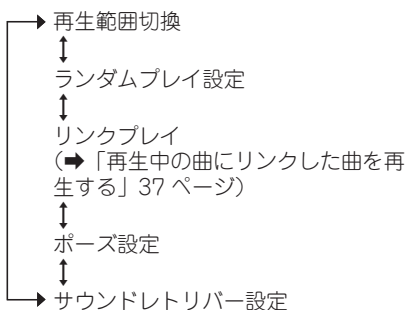 再生範囲切換
ランダムプレイ設定
リンクプレイ
(➡「再生中の曲にリンクした曲を再
生する」37 ページ)
ポーズ設定
サウンドレトリバー設定